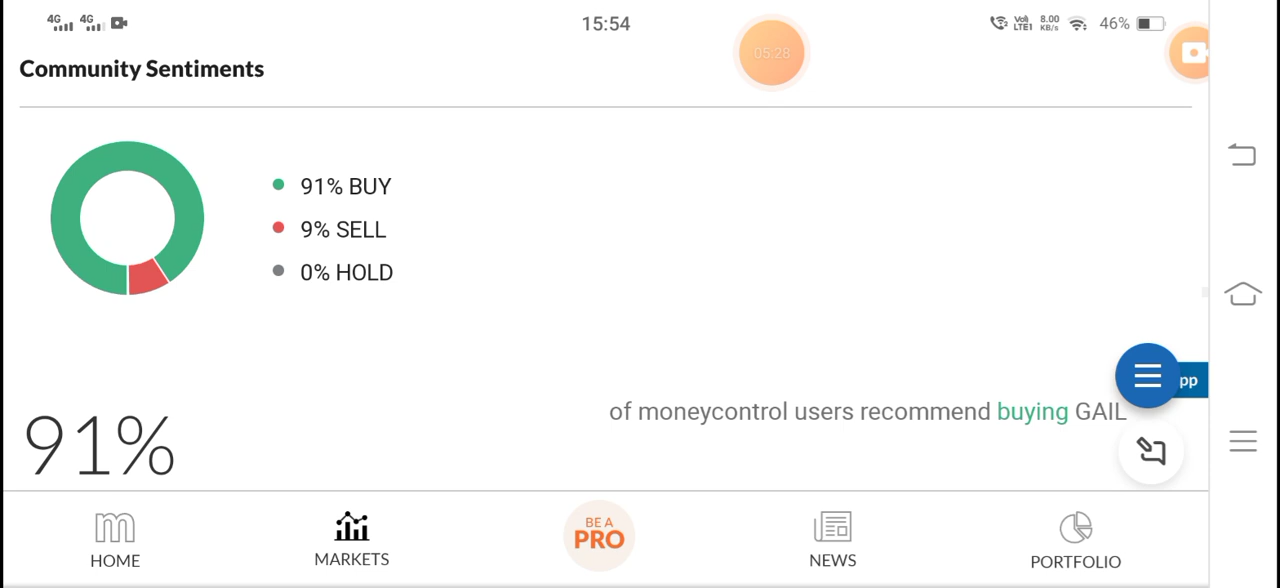 4G 4G 15:54 05:28 Vo) LTE1 8.00 KB/s 46%
Community Sentiments
91% BUY
9% SELL
0% HOLD
pp
of moneycontrol users recommend buying GAIL
91%
BE A
PRO
HOME MARKETS NEWS PORTFOLIO